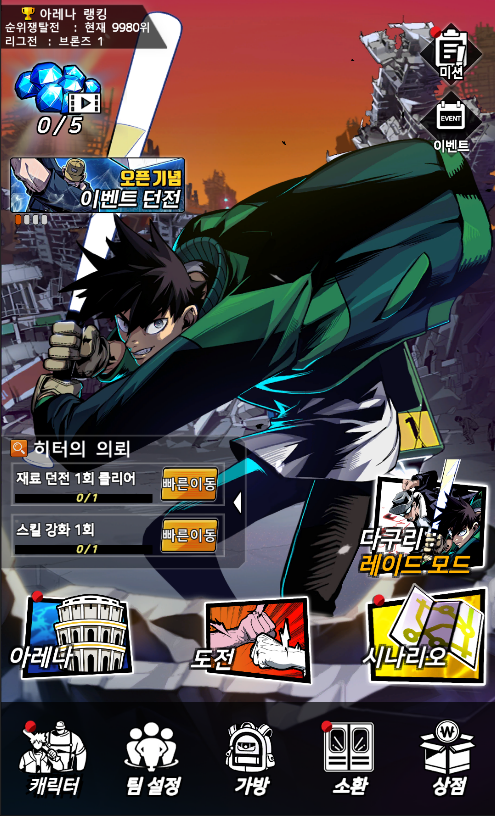 아레나 랭킹
순위쟁탈전 : 현재 9980위
리그전 : 브론즈 1
미션
0/5
EVENT
이벤트
오픈 기념
이벤트 던전
히터의 의뢰
재료 던전 1회 클리어
빠른이동
0/1
스킬 강화 1회
빠른이동
0/1
1
다구리
레이드 모드
아레나
도전
시나리오
W
캐릭터
팀 설정
가방
소환
상점